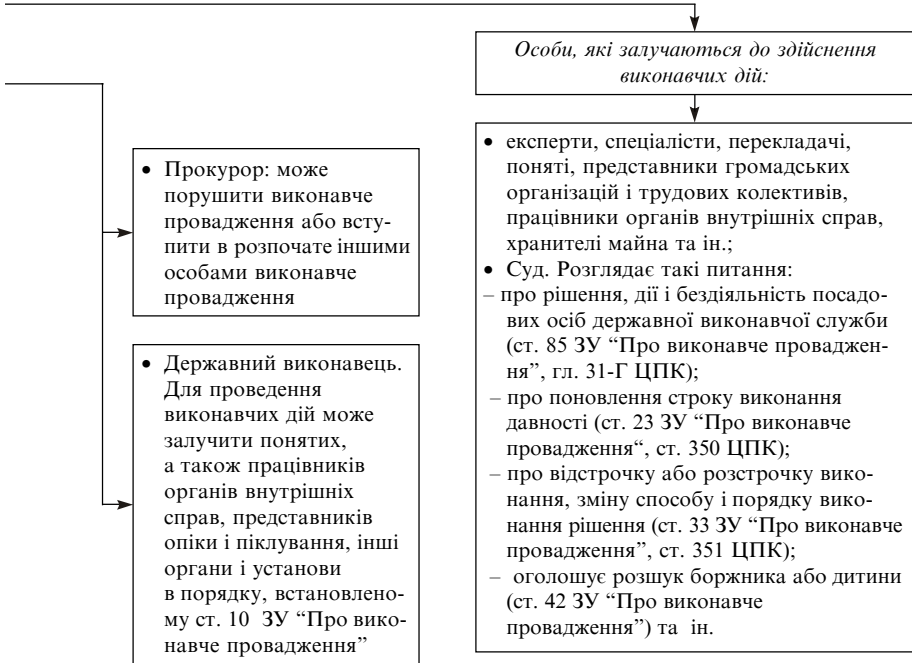 Особи, які залучаються до здійснення
виконавчих дій:
• Прокурор: може
порушити виконавче
провадження або всту-
пити в розпочате іншими
особами виконавче
провадження
• Державний виконавець.
Для проведення
виконавчих дій може
залучити понятих,
а також працівників
органів внутрішніх
справ, представників
опіки і піклування, інші
органи і установи
в порядку, встановлено-
му ст. 10 ЗУ “Про вико-
навче провадження”
• експерти, спеціалісти, перекладачі,
поняті, представники громадських
організацій і трудових колективів,
працівники органів внутрішніх справ,
хранителі майна та ін.;
• Суд. Розглядає такі питання:
– про рішення, дії і бездіяльність посадо-
вих осіб державної виконавчої служби
(ст. 85 ЗУ “Про виконавче проваджен-
ня”, гл. 31-Г ЦПК);
– про поновлення строку виконання
давності (ст. 23 ЗУ “Про виконавче
провадження“, ст. 350 ЦПК);
– про відстрочку або розстрочку вико-
нання, зміну способу і порядку вико-
нання рішення (ст. 33 ЗУ “Про виконавче
провадження”, ст. 351 ЦПК);
– оголошує розшук боржника або дитини
(ст. 42 ЗУ “Про виконавче
провадження”) та ін.